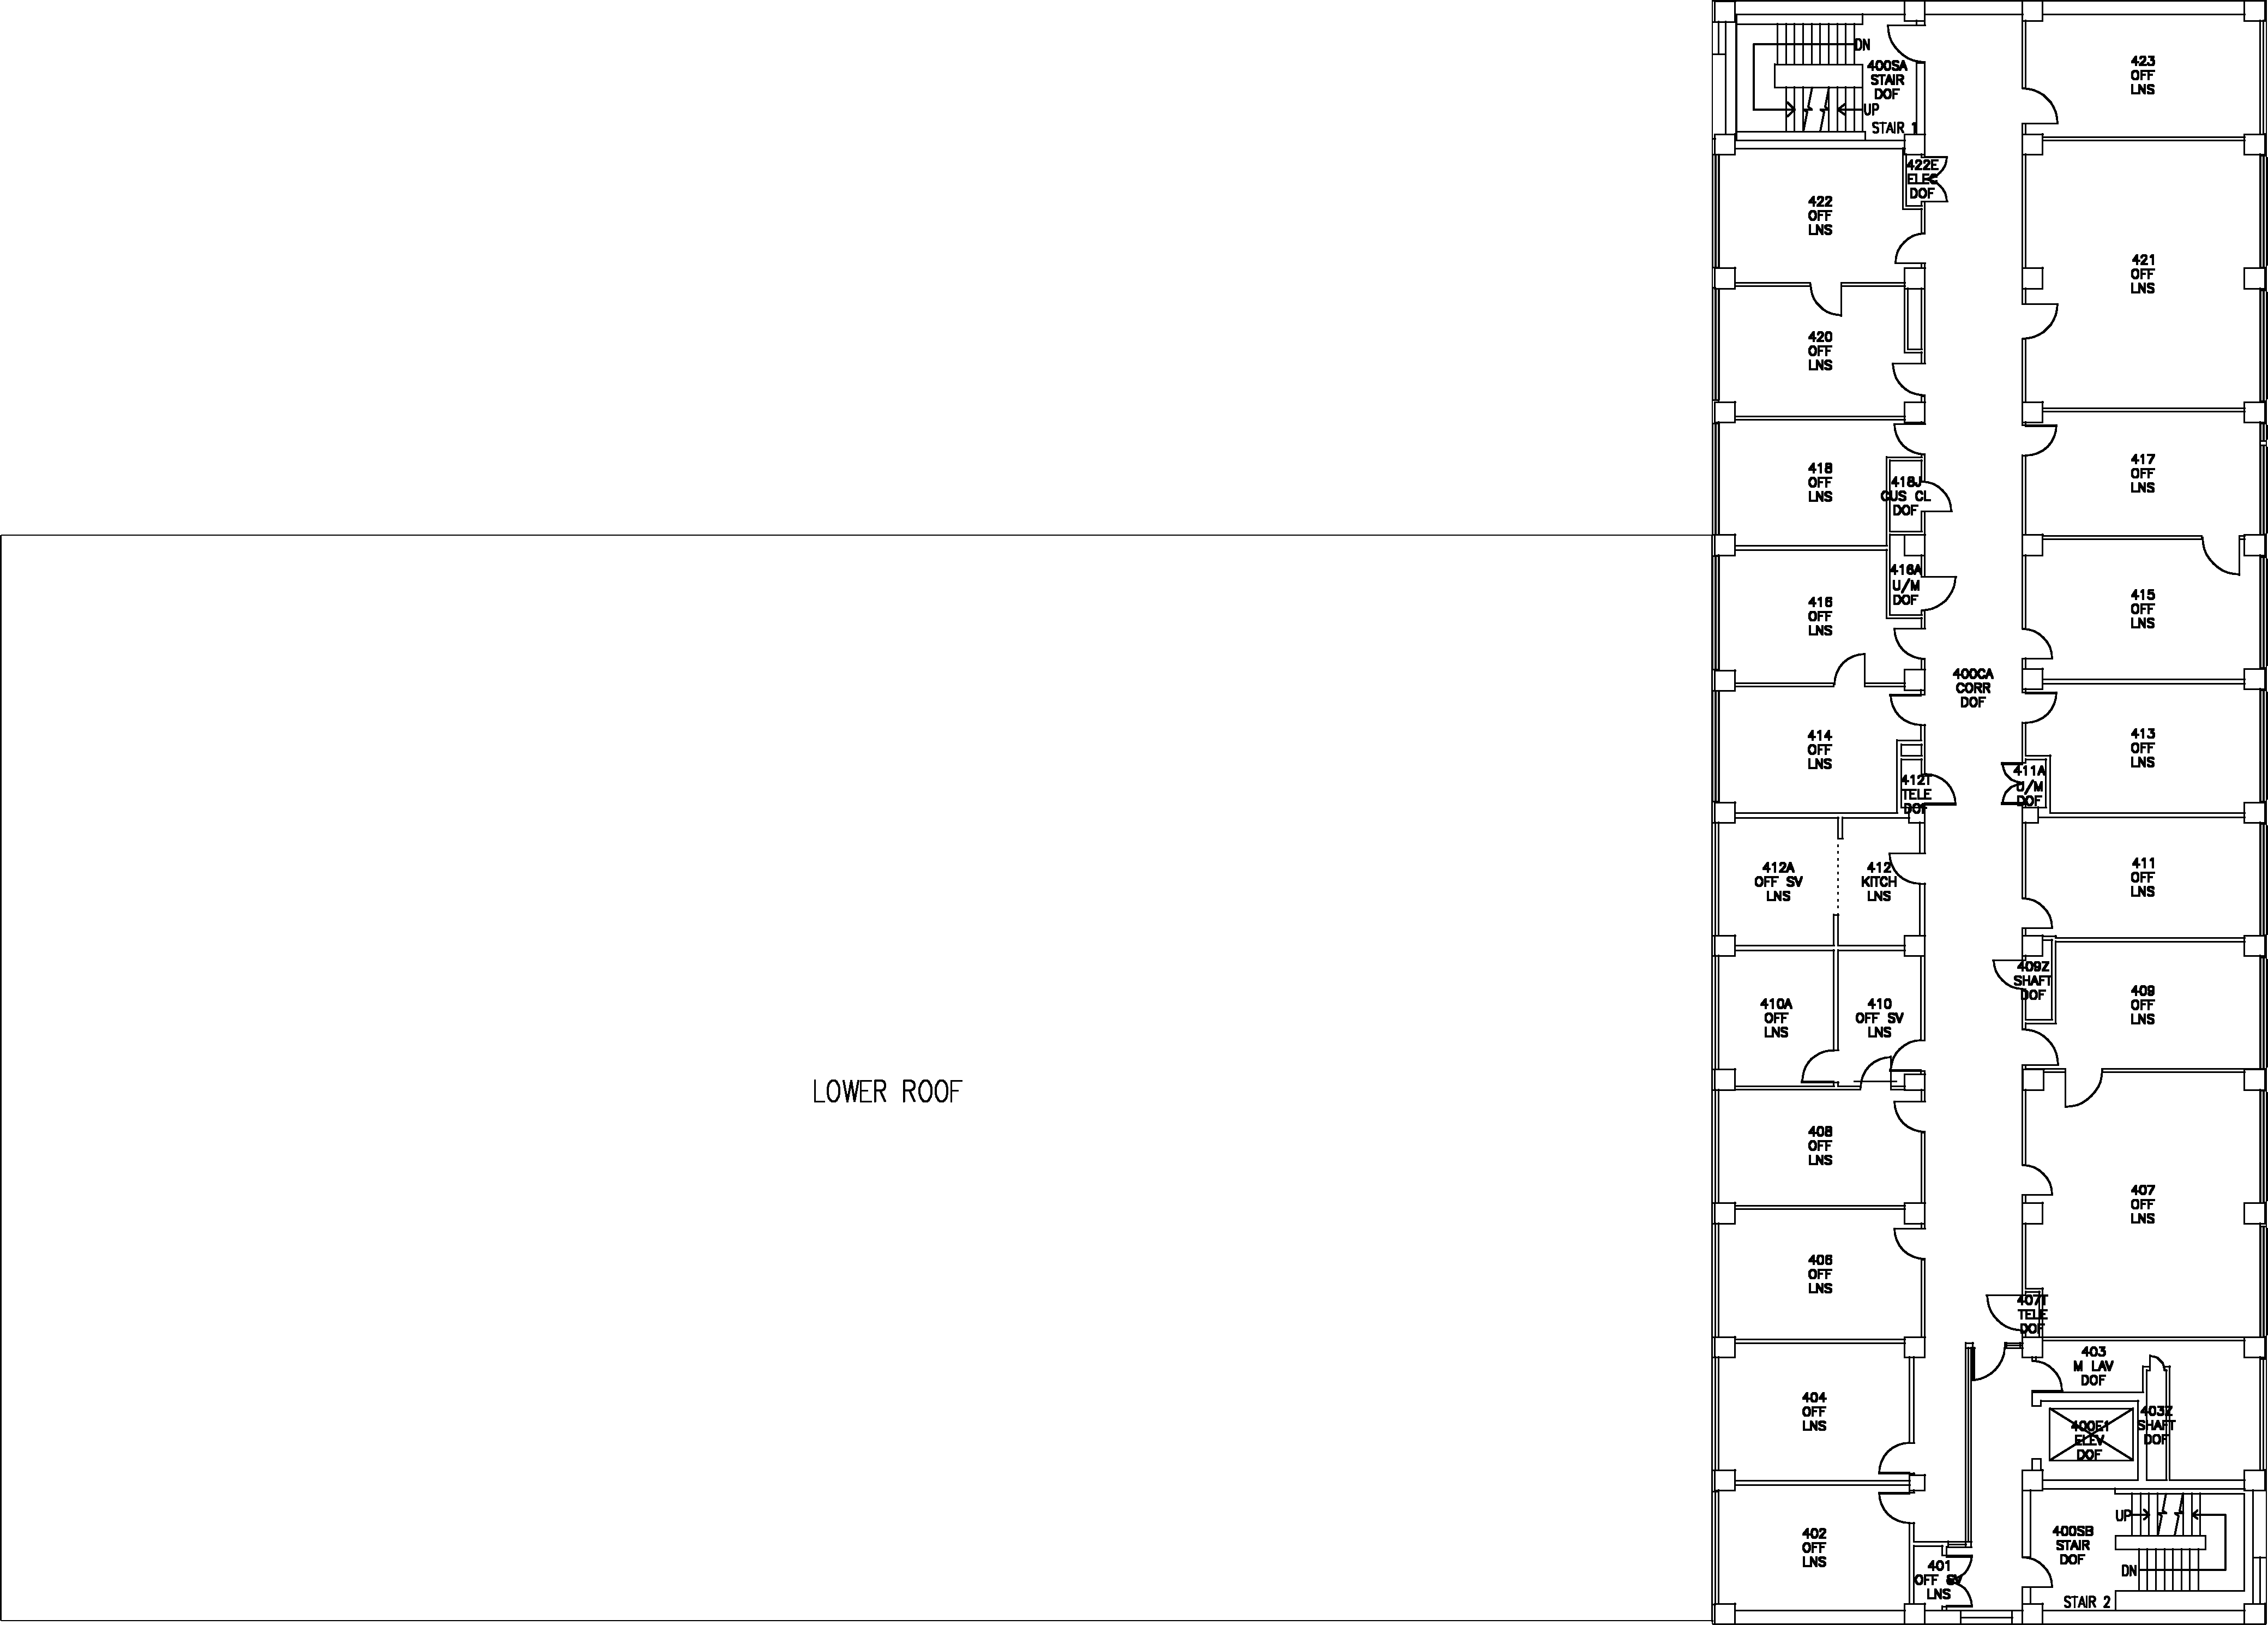 DN
400SA
STAIR
DOF
UP
STAIR 1
423
OFF
LNS
422E
ELEC
DOF
422
OFF
LNS
421
OFF
LNS
420
OFF
LNS
418
OFF
LNS
418J
CUS CL
DOF
417
OFF
LNS
416A
U/M
DOF
416
OFF
LNS
415
OFF
LNS
400CA
CORR
DOF
414
OFF
LNS
413
OFF
LNS
412T
TELE
DOF
411A
U/M
DOF
412A
OFF SV
LNS
412
KITCH
LNS
411
OFF
LNS
409Z
SHAFT
DOF
410A
OFF
LNS
410
OFF SV
LNS
409
OFF
LNS
LOWER ROOF
408
OFF
LNS
407
OFF
LNS
406
OFF
LNS
407T
TELE
DOF
403
M LAV
DOF
404
OFF
LNS
400E1
ELEV
DOF
403Z
SHAFT
DOF
402
OFF
LNS
401
OFF SV
LNS
400SB
STAIR
DOF
UP
DN
STAIR 2